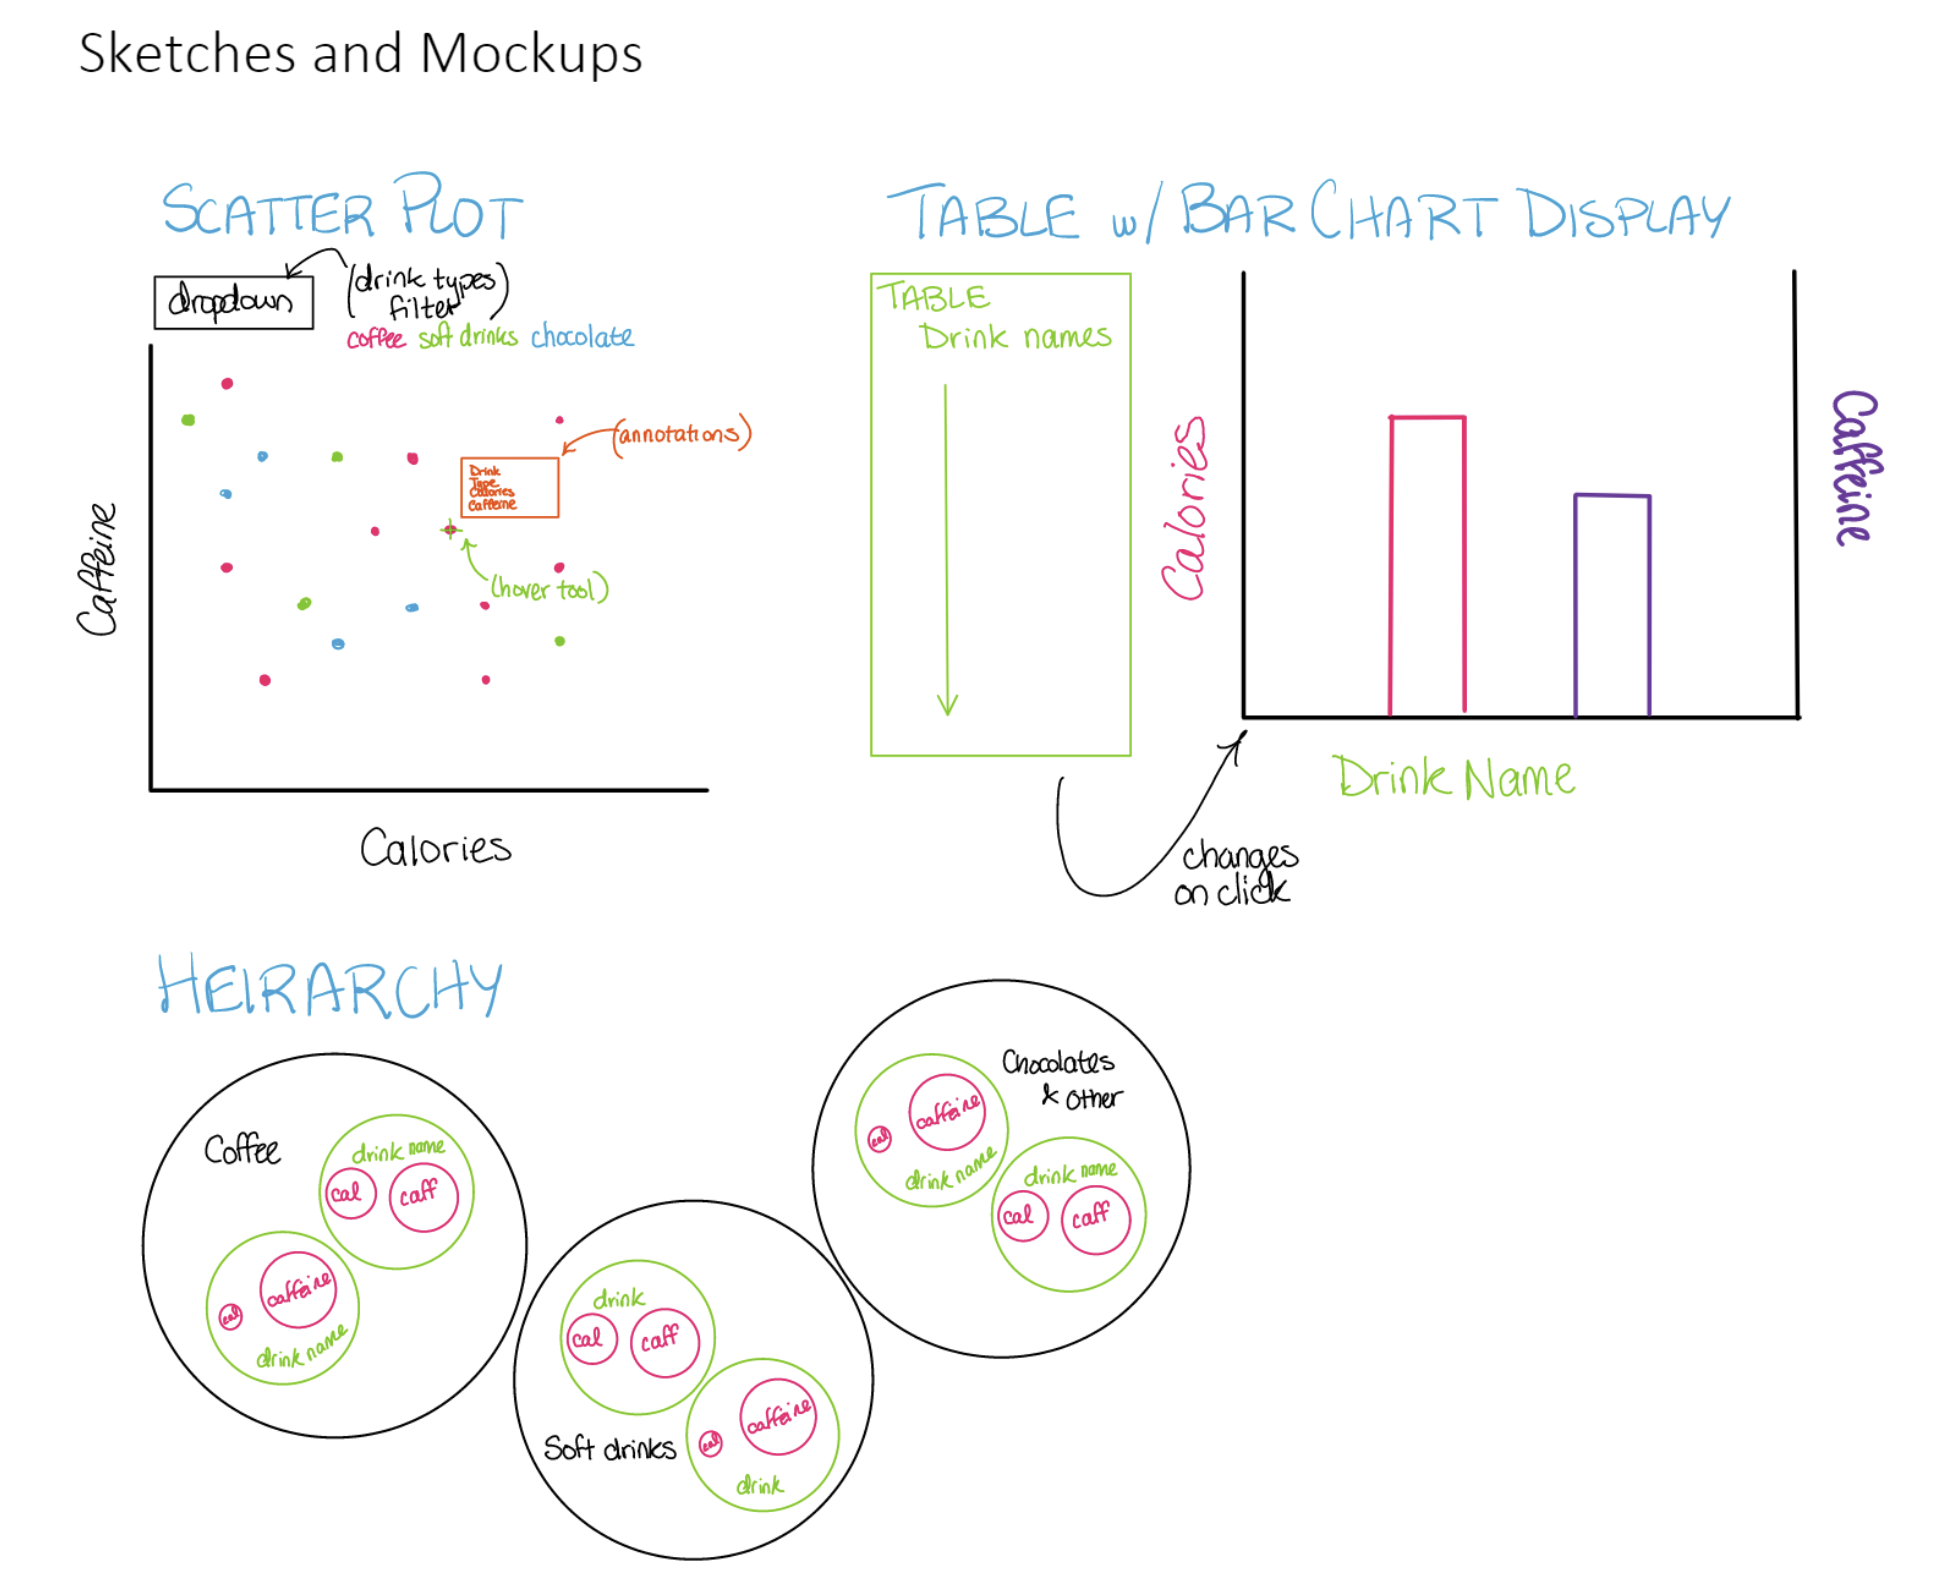 Sketches and Mockups
SCATTER PLOT
dropdown
(drink types
filter)
coffee soft drinks chocolate
Caffeine
(annotations)
Drink
Type
Calories
Caffeine
(hover tool)
Calories
TABLE w/ BAR CHART DISPLAY
TABLE
Drink names
Calories
Caffeine
Drink Name
changes
on click
HEIRARCHY
Coffee
drink name
cal caff
cal caffeine
drink name
drink
cal caff
Soft drinks
cal caffeine
drink
Chocolates
& other
cal caffeine
drink name
drink name
cal caff